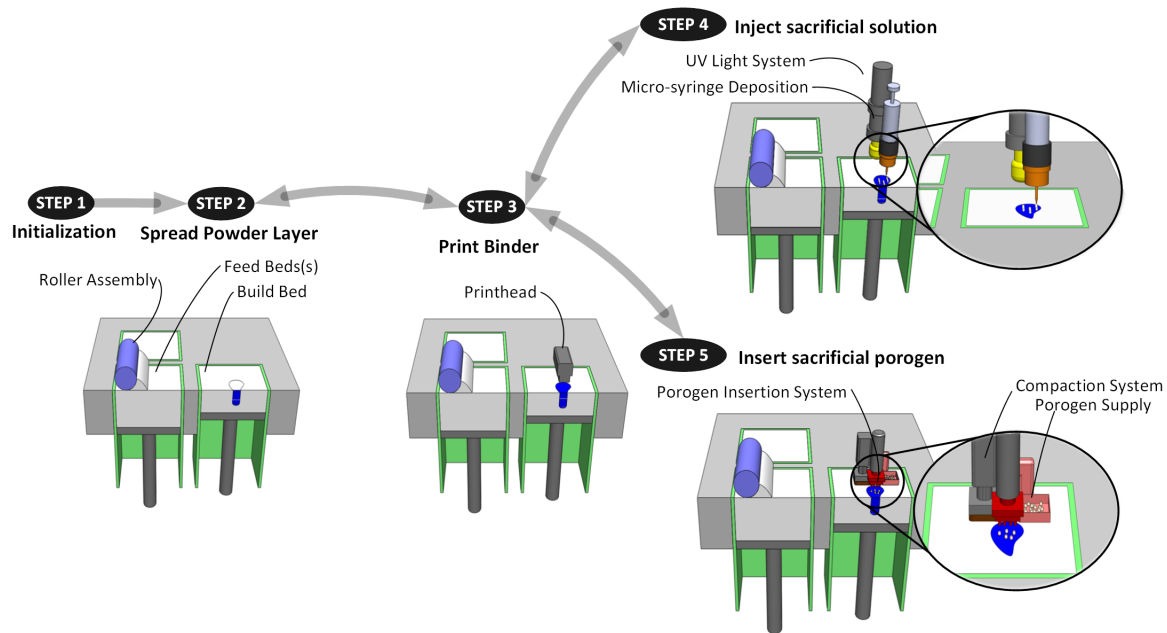 STEP 1
Initialization
STEP 2
Spread Powder Layer
Roller Assembly
Feed Beds(s)
Build Bed
STEP 3
Print Binder
Printhead
STEP 4
Inject sacrificial solution
UV Light System
Micro-syringe Deposition
STEP 5
Insert sacrificial porogen
Porogen Insertion System
Compaction System
Porogen Supply